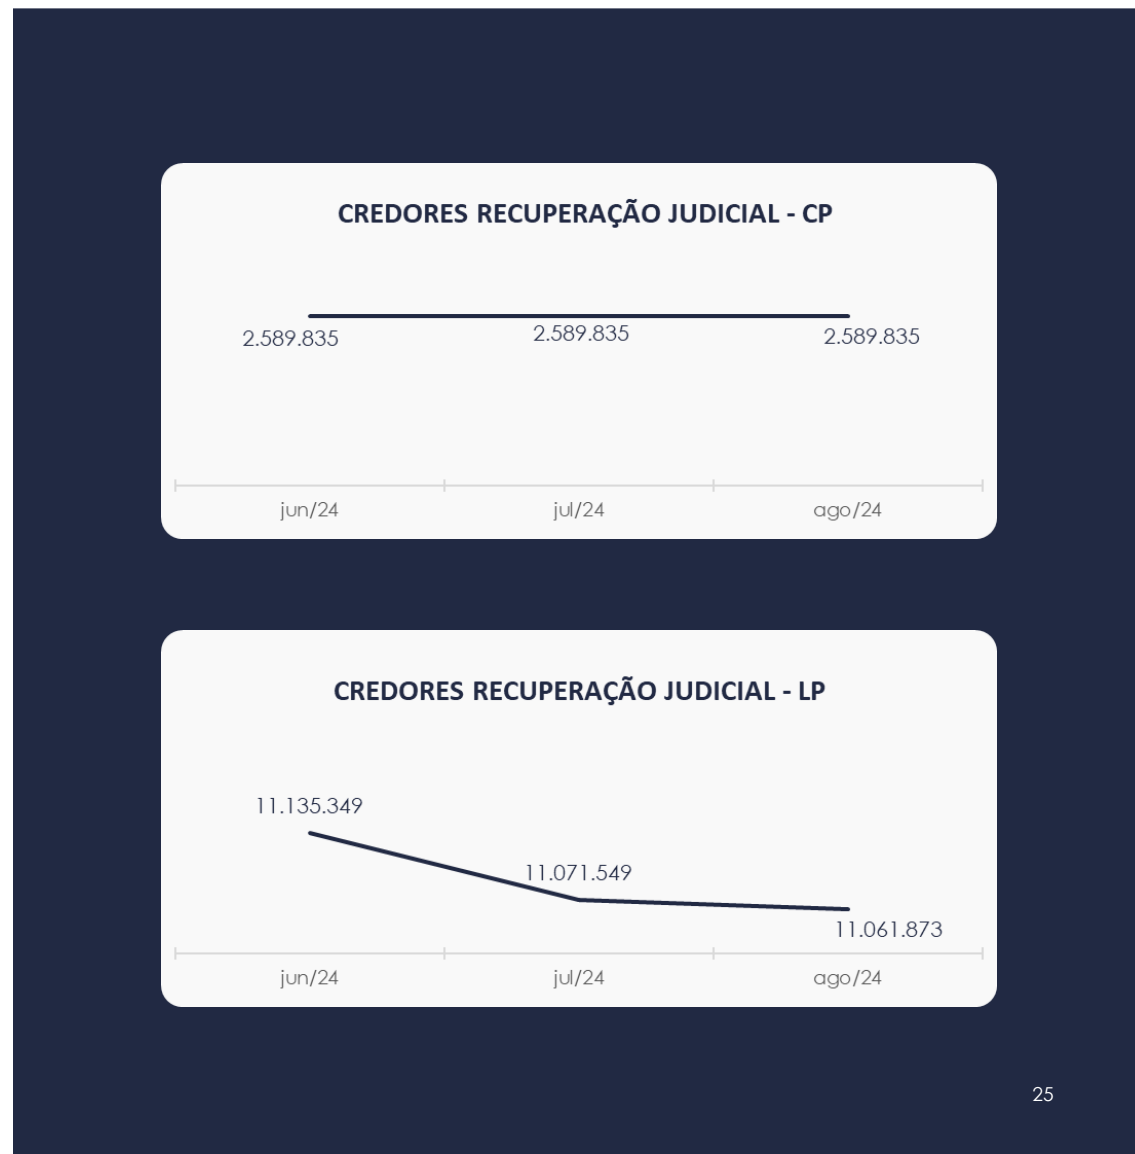 CREDORES RECUPERAÇÃO JUDICIAL - CP
2.589.835 2.589.835 2.589.835
jun/24 jul/24 ago/24
CREDORES RECUPERAÇÃO JUDICIAL - LP
11.135.349
11.071.549
11.061.873
jun/24 jul/24 ago/24
25